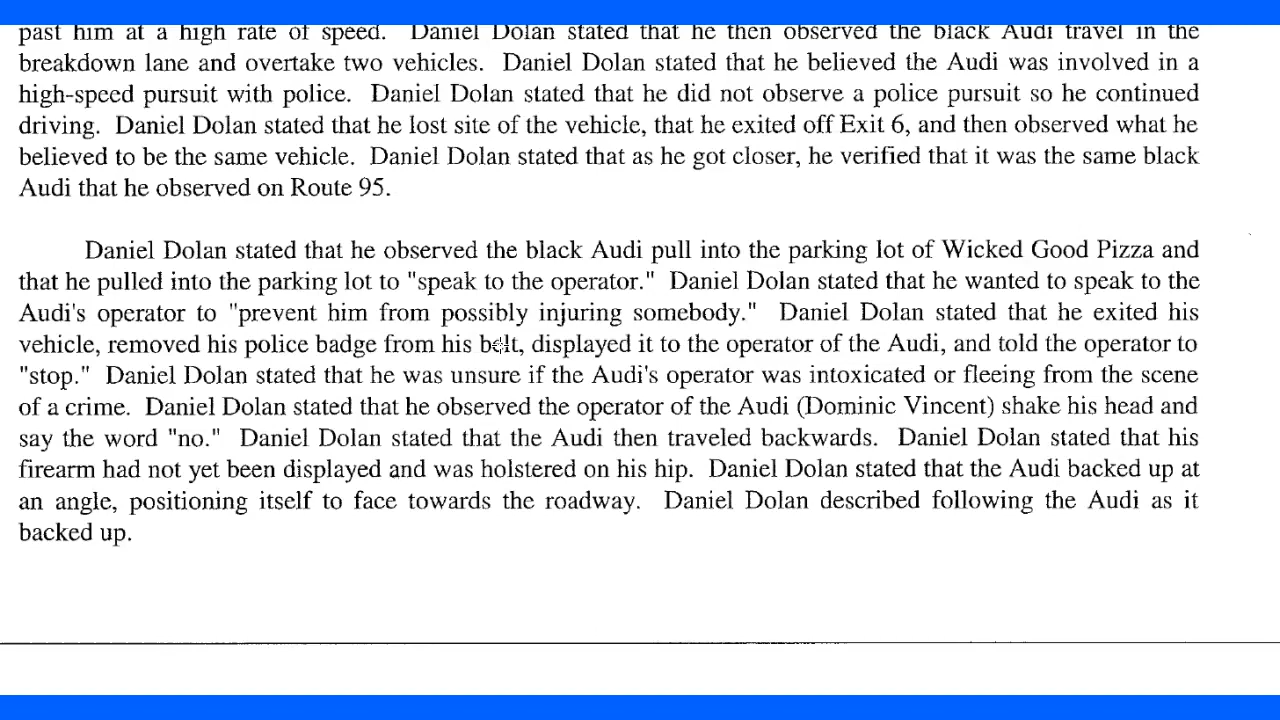 past him at a high rate of speed. Daniel Dolan stated that he then observed the black Audi travel in the
breakdown lane and overtake two vehicles. Daniel Dolan stated that he believed the Audi was involved in a
high-speed pursuit with police. Daniel Dolan stated that he did not observe a police pursuit so he continued
driving. Daniel Dolan stated that he lost site of the vehicle, that he exited off Exit 6, and then observed what he
believed to be the same vehicle. Daniel Dolan stated that as he got closer, he verified that it was the same black
Audi that he observed on Route 95.
Daniel Dolan stated that he observed the black Audi pull into the parking lot of Wicked Good Pizza and
that he pulled into the parking lot to "speak to the operator." Daniel Dolan stated that he wanted to speak to the
Audi's operator to "prevent him from possibly injuring somebody." Daniel Dolan stated that he exited his
vehicle, removed his police badge from his belt, displayed it to the operator of the Audi, and told the operator to
"stop." Daniel Dolan stated that he was unsure if the Audi's operator was intoxicated or fleeing from the scene
of a crime. Daniel Dolan stated that he observed the operator of the Audi (Dominic Vincent) shake his head and
say the word "no." Daniel Dolan stated that the Audi then traveled backwards. Daniel Dolan stated that his
firearm had not yet been displayed and was holstered on his hip. Daniel Dolan stated that the Audi backed up at
an angle, positioning itself to face towards the roadway. Daniel Dolan described following the Audi as it
backed up.